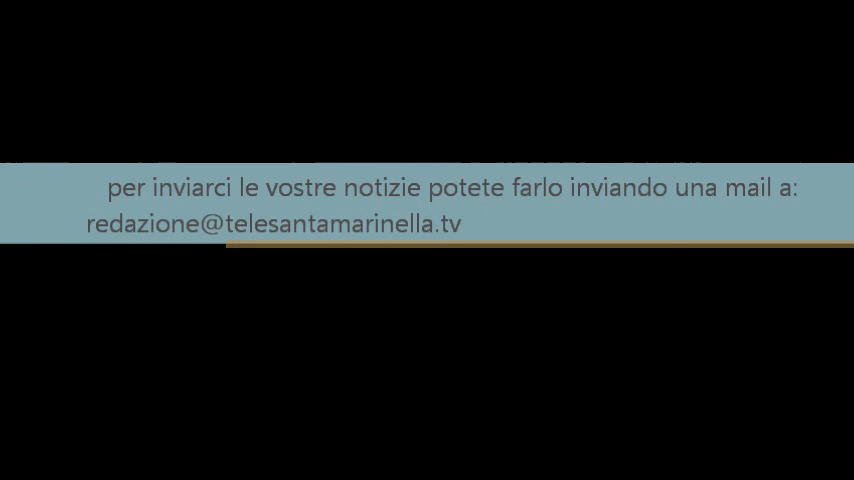 per inviarci le vostre notizie potete farlo inviando una mail a:
redazione@telesantamarinella.tv